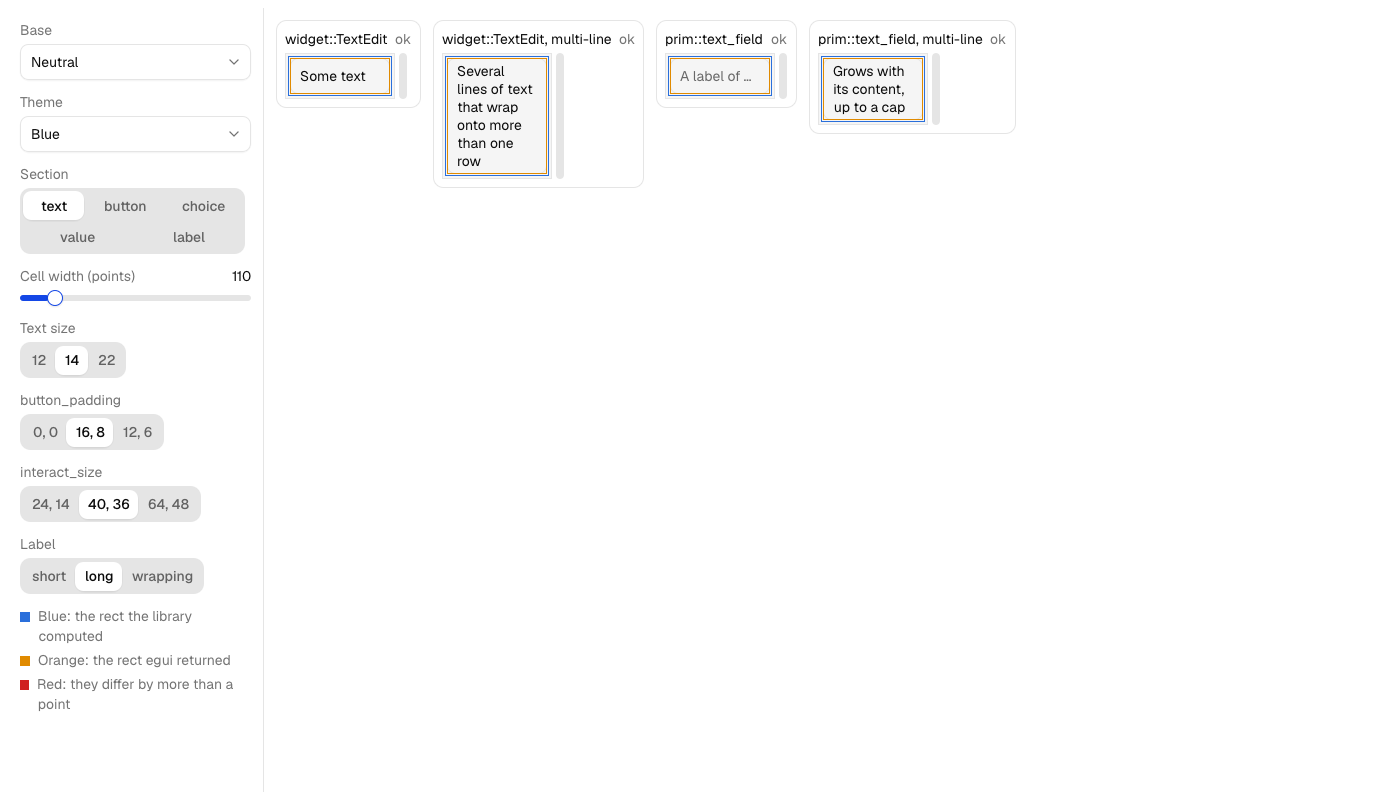 Base
Neutral
Theme
Blue
Section
text button choice
value label
Cell width (points) 110
Text size
12 14 22
button_padding
0, 0 16, 8 12, 6
interact_size
24, 14 40, 36 64, 48
Label
short long wrapping
Blue: the rect the library
computed
Orange: the rect egui returned
Red: they differ by more than a
point
widget::TextEdit ok
Some text
widget::TextEdit, multi-line ok
Several
lines of text
that wrap
onto more
than one
row
prim::text_field ok
A label of ...
prim::text_field, multi-line ok
Grows with
its content,
up to a cap